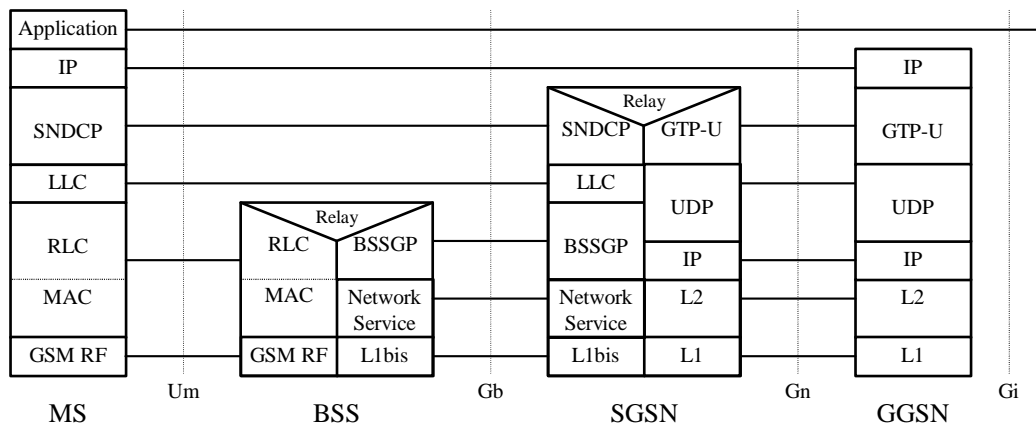 Application
IP IP
Relay
SNDCP SNDCP GTP-U GTP-U
LLC LLC
UDP UDP
Relay
RLC RLC BSSGP BSSGP
IP IP
MAC MAC Network Service Network Service L2 L2
GSM RF GSM RF L1bis L1bis L1 L1
Um Gb Gn Gi
MS BSS SGSN GGSN